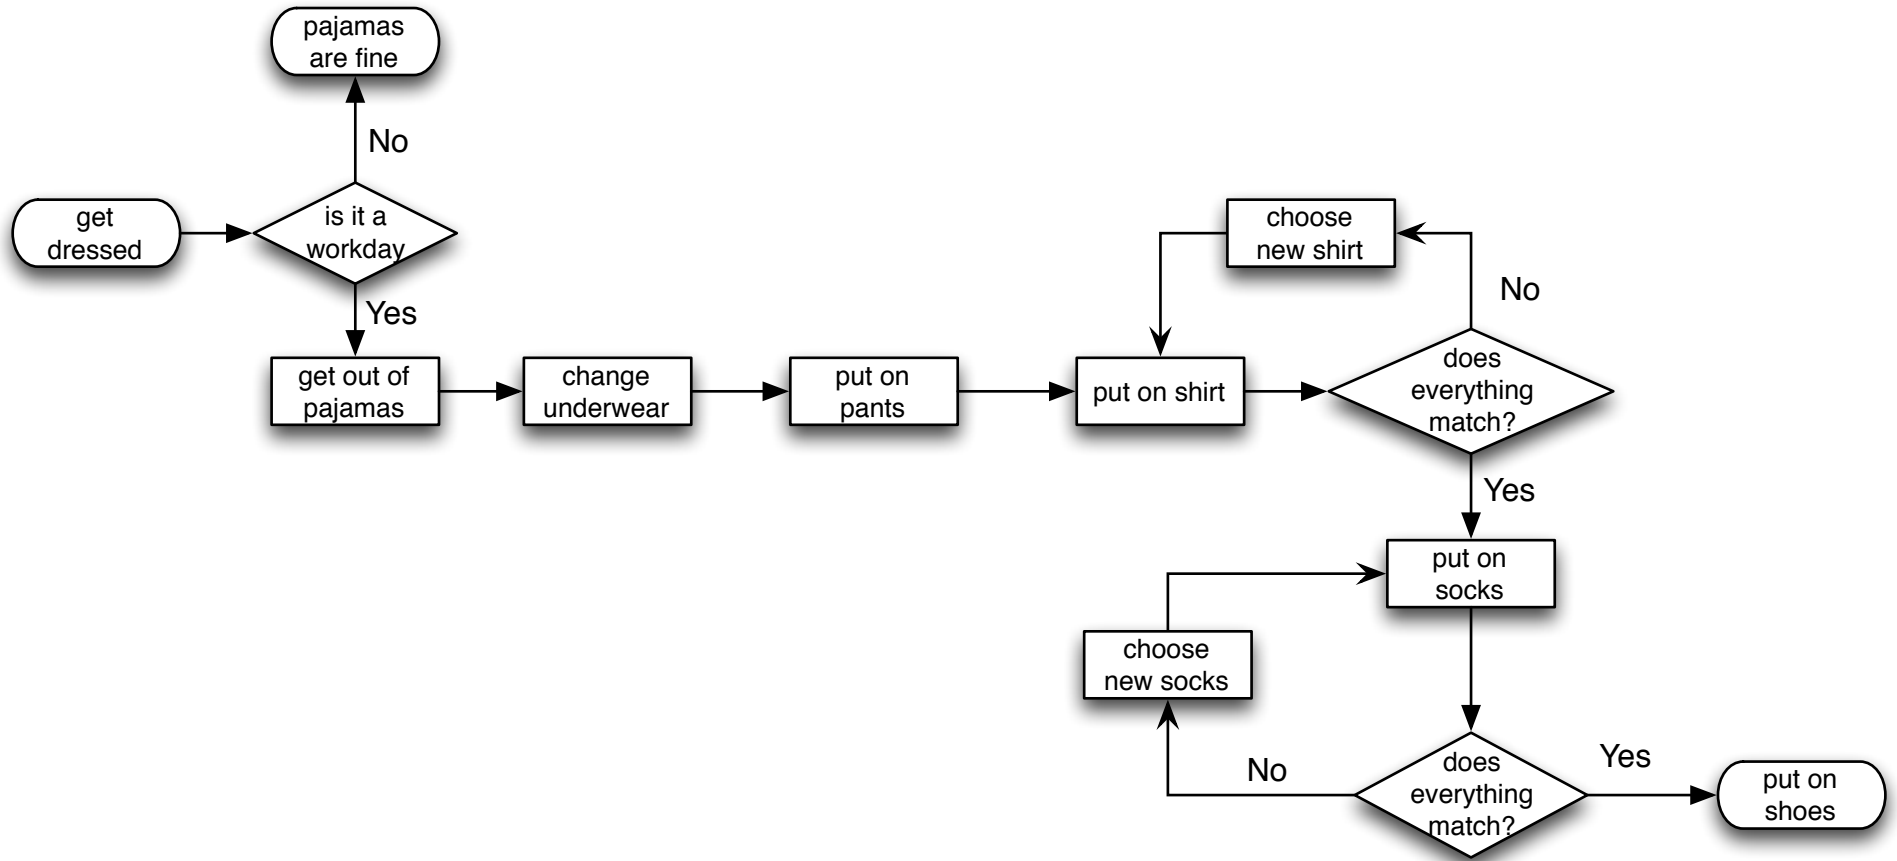 pajamas
are fine
No
get
dressed
is it a
workday
Yes
get out of
pajamas
change
underwear
put on
pants
put on shirt
choose
new shirt
No
does
everything
match?
Yes
put on
socks
choose
new socks
No
does
everything
match?
Yes
put on
shoes